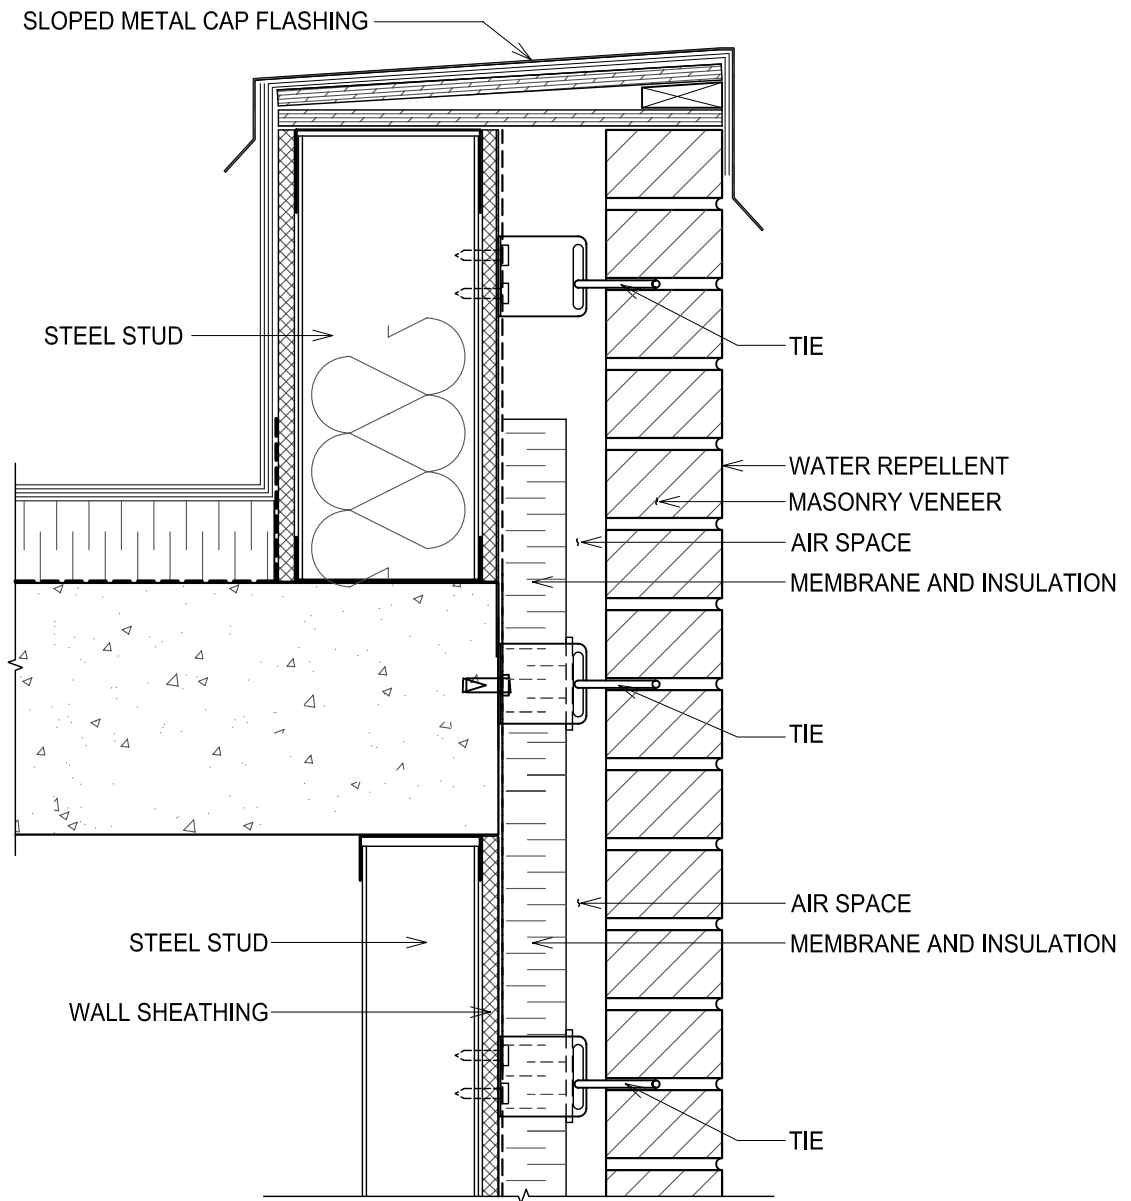 SLOPED METAL CAP FLASHING
STEEL STUD
TIE
WATER REPELLENT
MASONRY VENEER
AIR SPACE
MEMBRANE AND INSULATION
TIE
AIR SPACE
STEEL STUD
MEMBRANE AND INSULATION
WALL SHEATHING
TIE